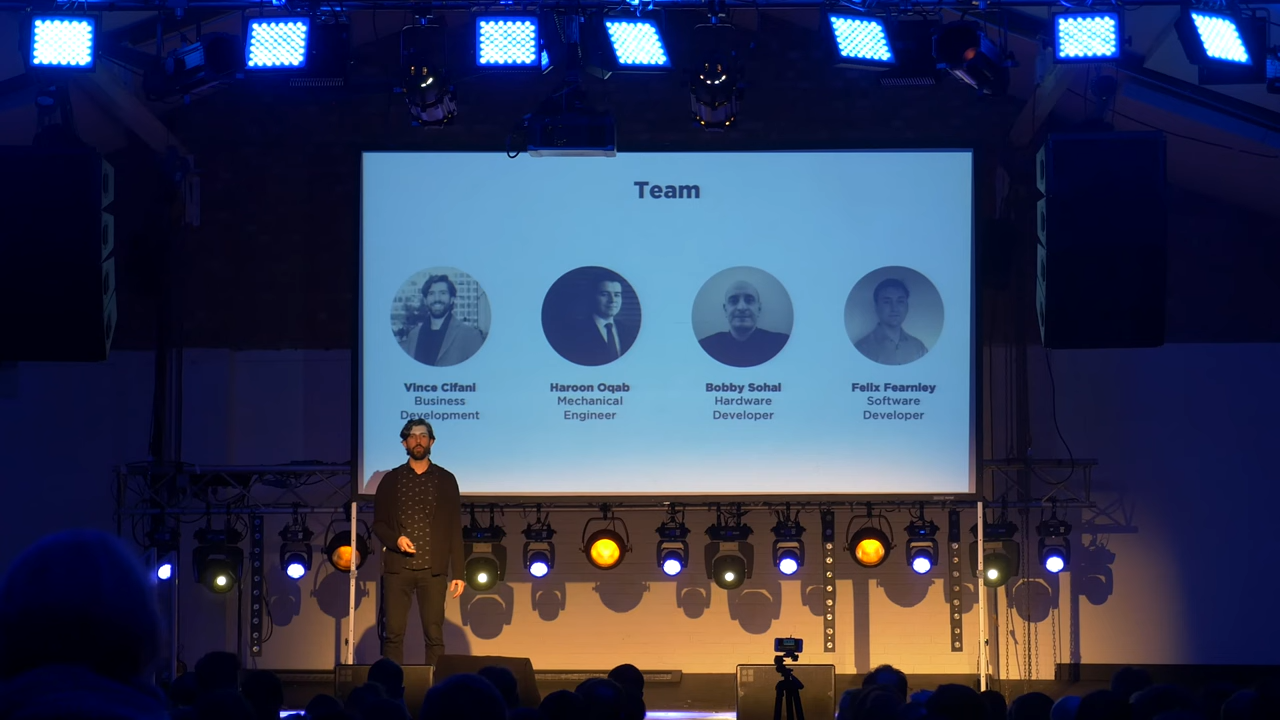 Team
Vince Cifani
Business
Development
Haroon Oqab
Mechanical
Engineer
Bobby Sohal
Hardware
Developer
Felix Fearnley
Software
Developer